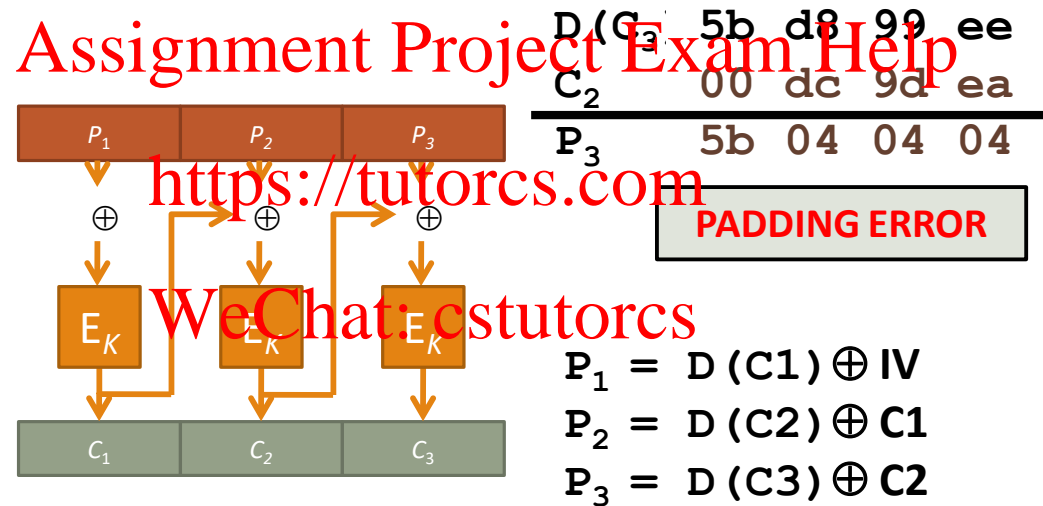 Assignment Project Exam Help
D(C3) 5b d8 99 ee
C2 00 dc 9d ea
P1 P2 P3
P3 5b 04 04 04
https://tutorcs.com
⊕ ⊕ ⊕
PADDING ERROR
WeChat: cstutorcs
EK EK EK
P1 = D(C1)⊕IV
P2 = D(C2)⊕C1
C1 C2 C3
P3 = D(C3)⊕C2